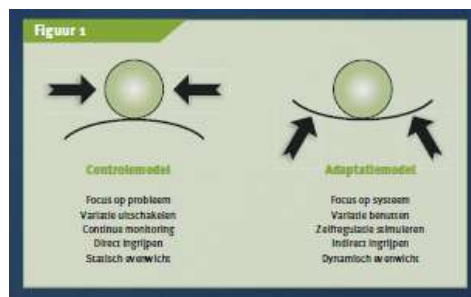 Figuur 1
Controlemodel
Focus op probleem
Variatie uitschakelen
Continue monitoring
Direct ingrijpen
Statisch evenwicht
Adaptatiemodel
Focus op systeem
Variatie benutten
Zelfregulatie stimuleren
Indirect ingrijpen
Dynamisch evenwicht